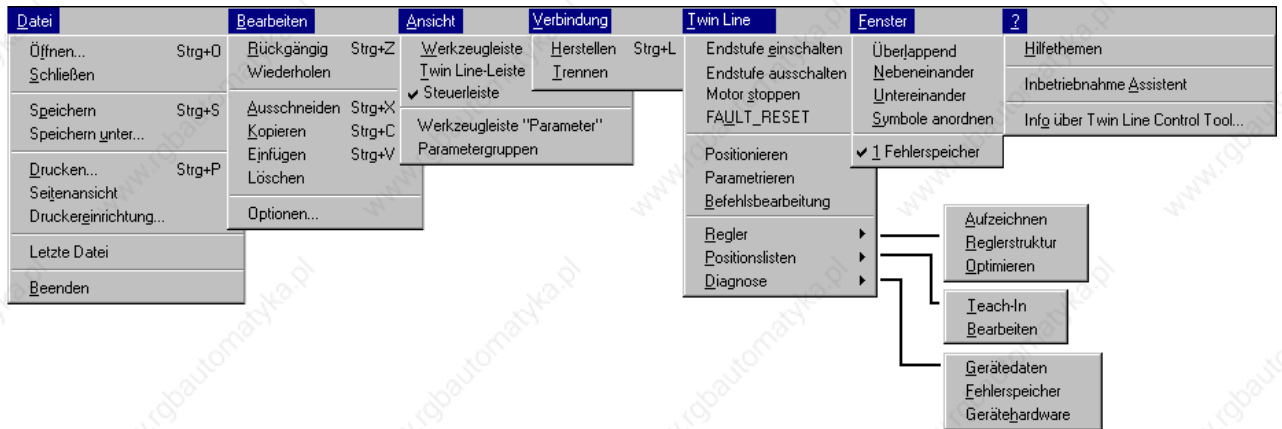 Datei
Öffnen... Strg+O
Schließen
Speichern Strg+S
Speichern unter...
Drucken... Strg+P
Seitenansicht
Druckereinrichtung...
Letzte Datei
Beenden
Bearbeiten
Rückgängig Strg+Z
Wiederholen
Ausschneiden Strg+X
Kopieren Strg+C
Einfügen Strg+V
Löschen
Optionen...
Ansicht
Werkzeugleiste
Twin Line-Leiste
Steuerleiste
Werkzeugleiste "Parameter"
Parametergruppen
Verbindung
Herstellen Strg+L
Trennen
Twin Line
Endstufe einschalten
Endstufe ausschalten
Motor stoppen
FAULT_RESET
Positionieren
Parametrieren
Befehlsbearbeitung
Regler
Positionslisten
Diagnose
Fenster
Überlappend
Nebeneinander
Untereinander
Symbole anordnen
1 Fehlerspeicher
?
Hilfethemen
Inbetriebnahme Assistent
Info über Twin Line Control Tool...
Aufzeichnen
Reglerstruktur
Optimieren
Teach-In
Bearbeiten
Gerätedaten
Fehlerspeicher
Gerätehardware
www.rgbautomatyka.pl